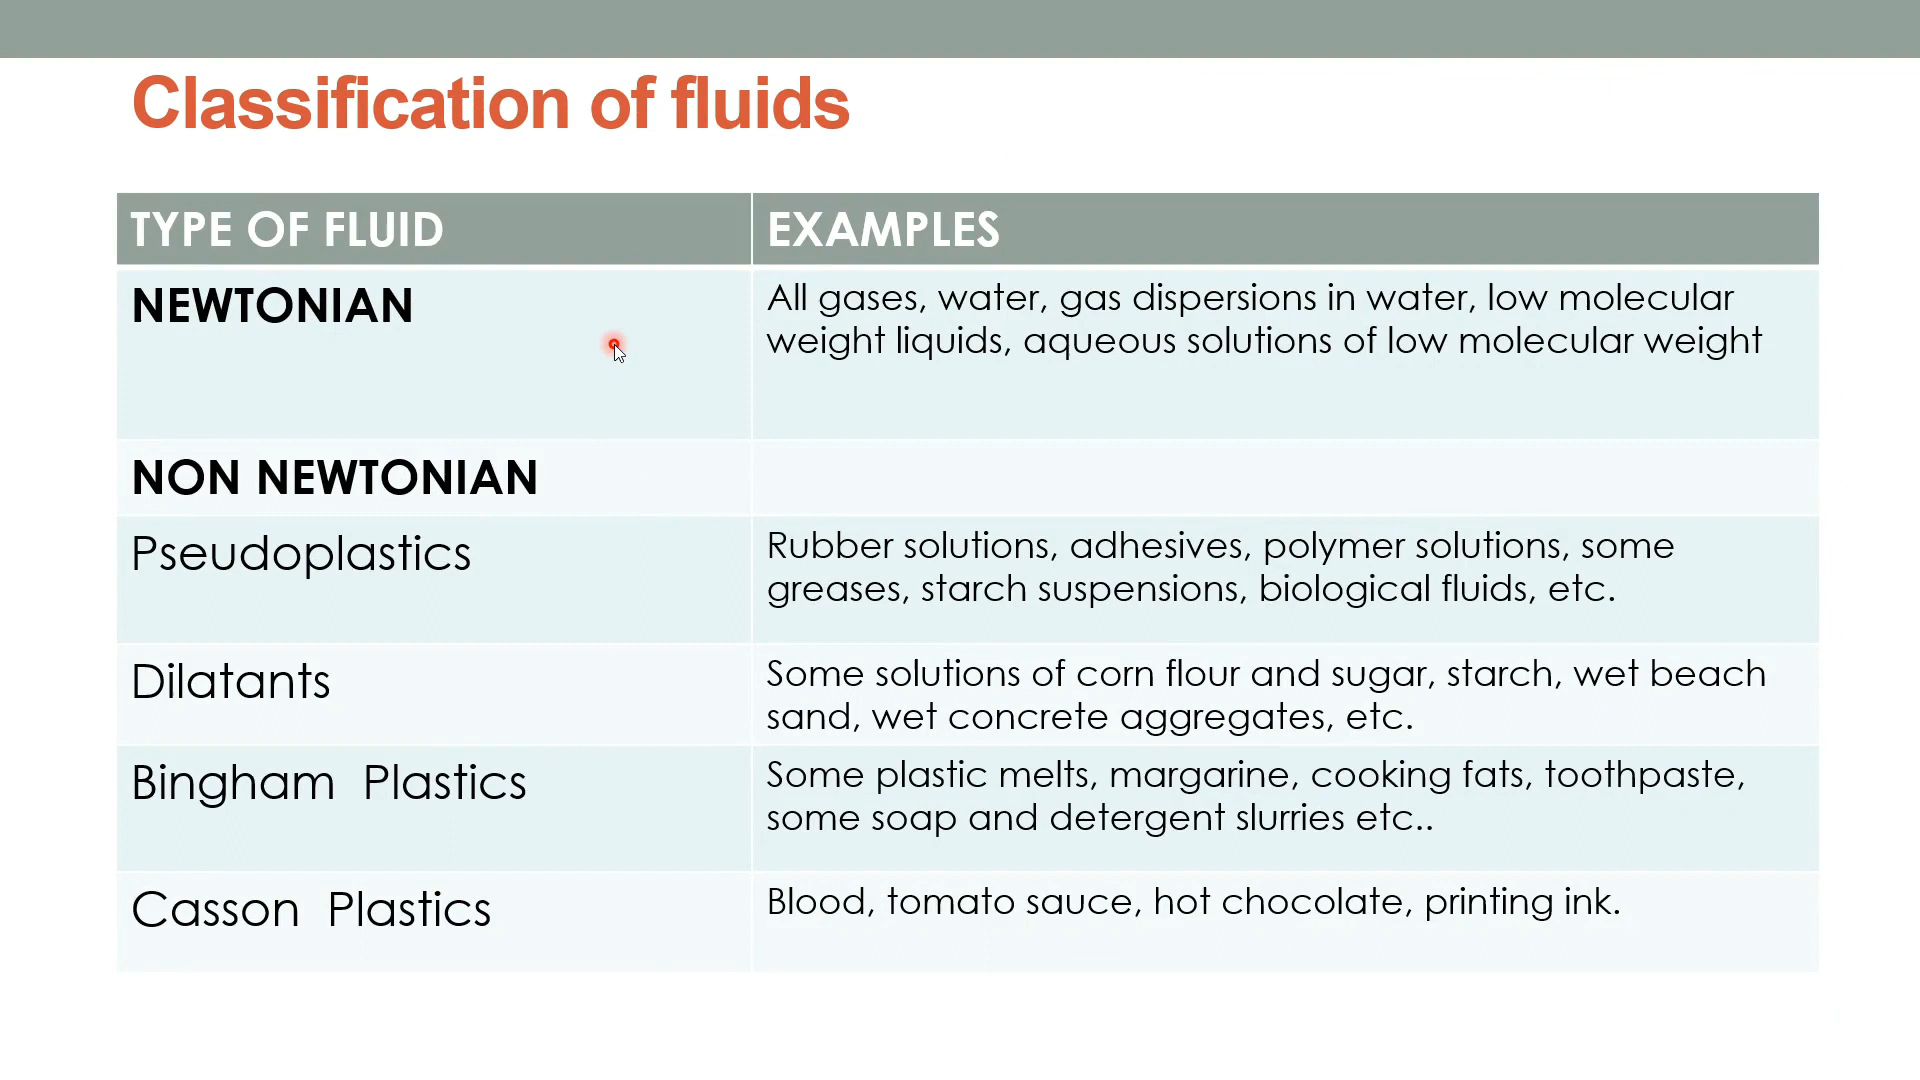 Classification of fluids
TYPE OF FLUID
EXAMPLES
NEWTONIAN
All gases, water, gas dispersions in water, low molecular
weight liquids, aqueous solutions of low molecular weight
NON NEWTONIAN
Pseudoplastics
Rubber solutions, adhesives, polymer solutions, some
greases, starch suspensions, biological fluids, etc.
Dilatants
Some solutions of corn flour and sugar, starch, wet beach
sand, wet concrete aggregates, etc.
Bingham Plastics
Some plastic melts, margarine, cooking fats, toothpaste,
some soap and detergent slurries etc..
Casson Plastics
Blood, tomato sauce, hot chocolate, printing ink.